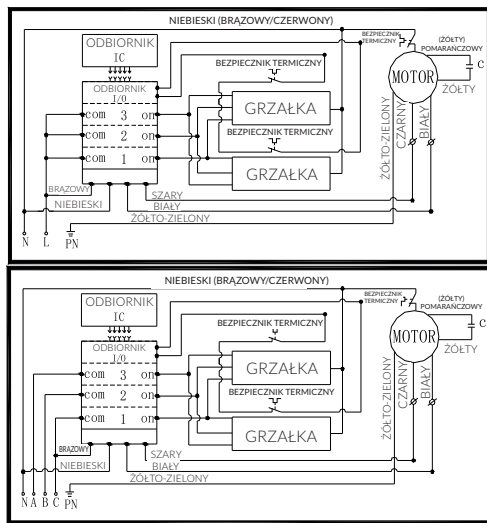 NIEBIESKI (BRĄZOWY/CZERWONY)
ODBIORNIK
IC
BEZPIECZNIK
TERMICZNY
(ŻÓŁTY)
POMARAŃCZOWY
C
BEZPIECZNIK TERMICZNY
MOTOR
ODBIORNIK
I/O
ŻÓŁTY
com 3 on
GRZAŁKA
com 2 on
BEZPIECZNIK TERMICZNY
com 1 on
GRZAŁKA
ŻÓŁTO-ZIELONY
CZARNY
BIAŁY
BRĄZOWY
SZARY
NIEBIESKI
BIAŁY
ŻÓŁTO-ZIELONY
N L PN
NIEBIESKI (BRĄZOWY/CZERWONY)
ODBIORNIK
IC
BEZPIECZNIK
TERMICZNY
(ŻÓŁTY)
POMARAŃCZOWY
C
BEZPIECZNIK TERMICZNY
MOTOR
ODBIORNIK
I/O
ŻÓŁTY
com 3 on
GRZAŁKA
com 2 on
BEZPIECZNIK TERMICZNY
com 1 on
GRZAŁKA
ŻÓŁTO-ZIELONY
CZARNY
BIAŁY
BRĄZOWY
SZARY
NIEBIESKI
BIAŁY
ŻÓŁTO-ZIELONY
N A B C PN